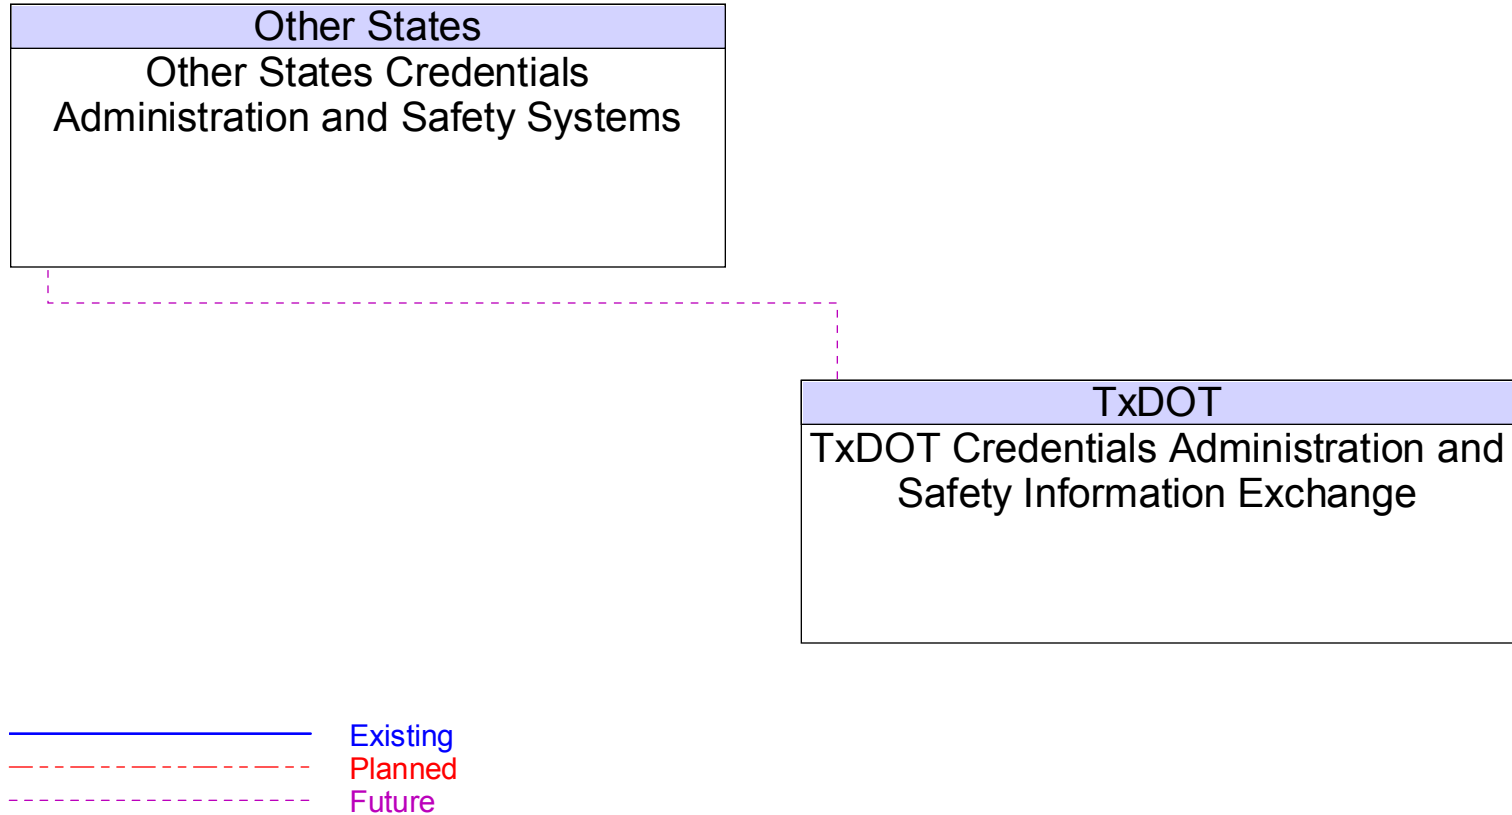 Other States
Other States Credentials
Administration and Safety Systems
TxDOT
TxDOT Credentials Administration and
Safety Information Exchange
Existing
Planned
Future